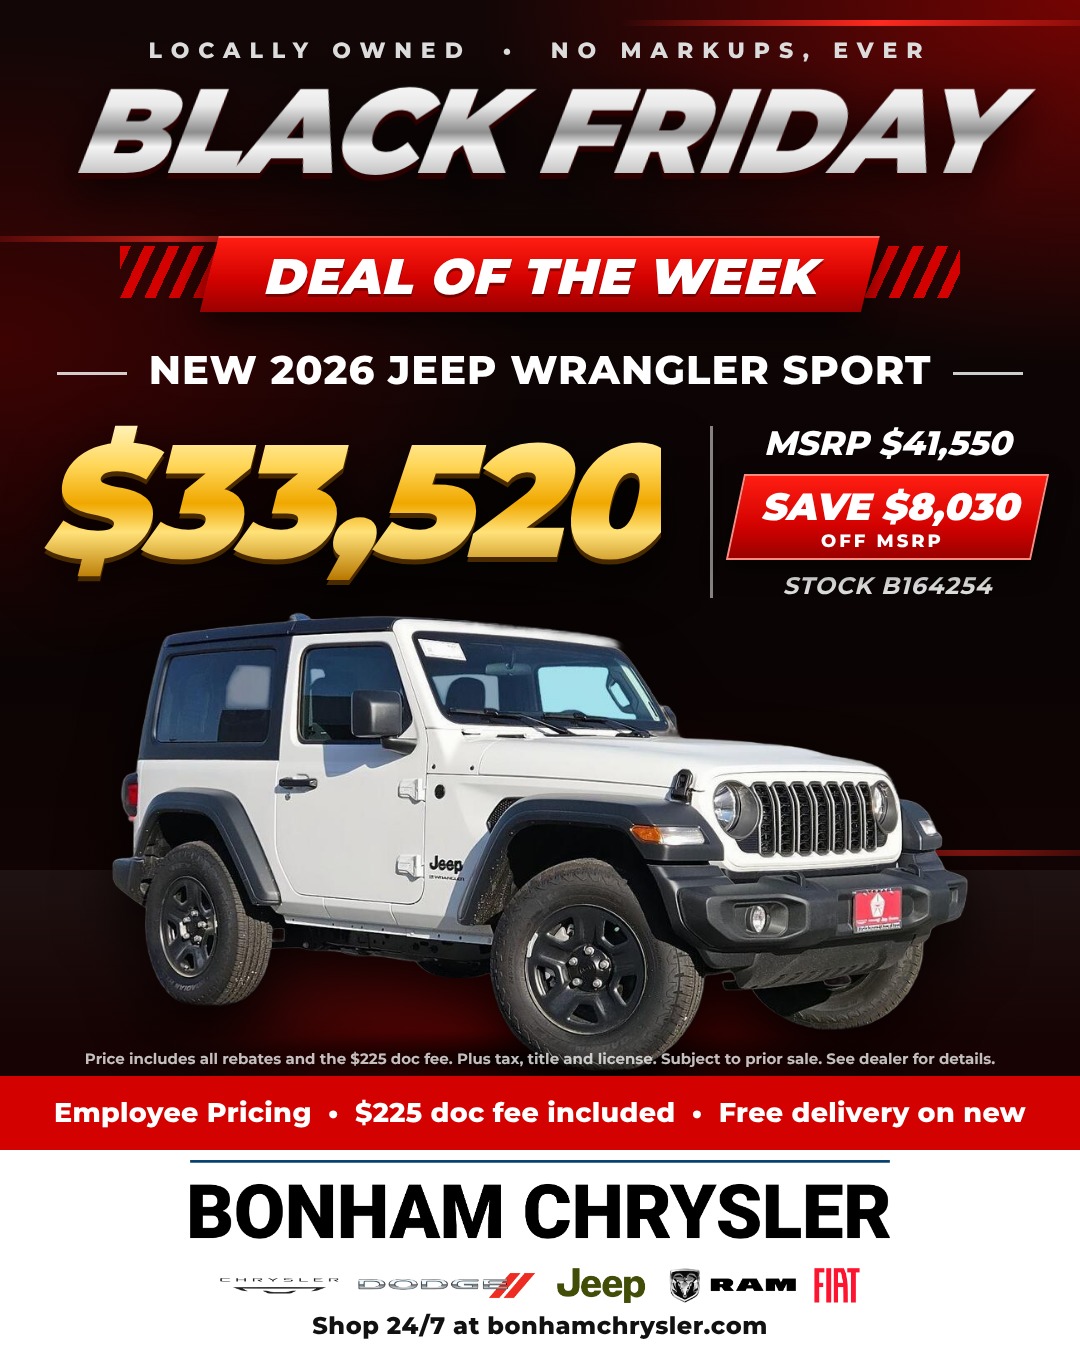 LOCALLY OWNED • NO MARKUPS, EVER
BLACK FRIDAY
DEAL OF THE WEEK
NEW 2026 JEEP WRANGLER SPORT
$33,520
MSRP $41,550
SAVE $8,030
OFF MSRP
STOCK B164254
Jeep
WRANGLER
Price includes all rebates and the $225 doc fee. Plus tax, title and license. Subject to prior sale. See dealer for details.
Employee Pricing • $225 doc fee included • Free delivery on new
BONHAM CHRYSLER
CHRYSLER DODGE Jeep RAM FIAT
Shop 24/7 at bonhamchrysler.com